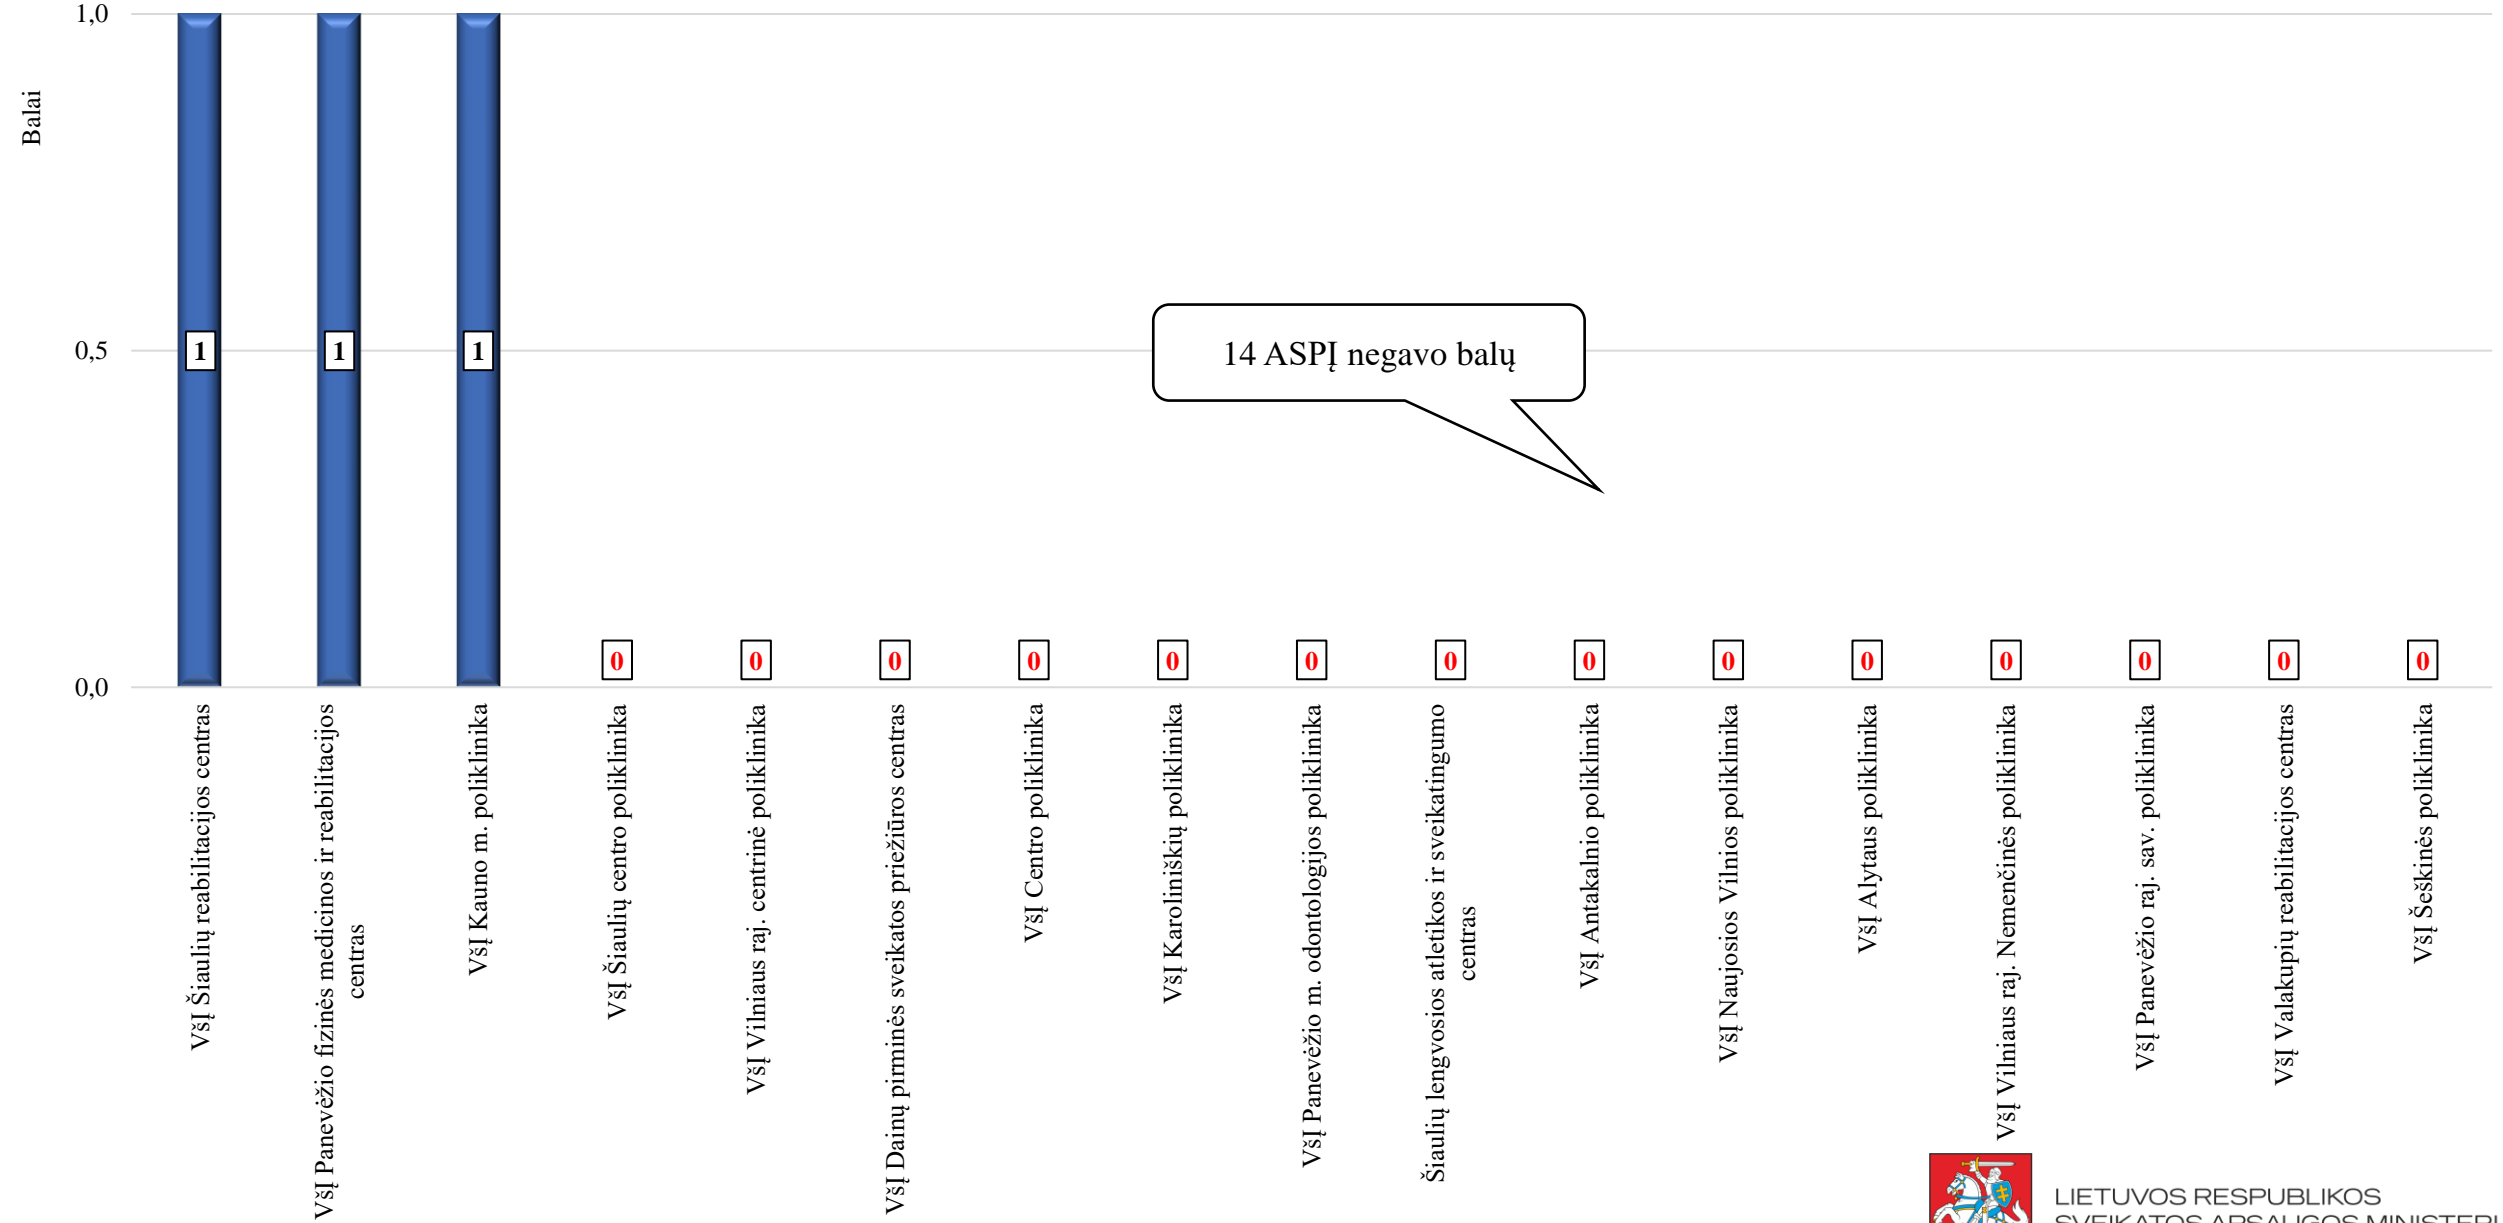 1,0
Balai
0,5
0,0
1
1
1
14 ASPĮ negavo balų
0
0
0
0
0
0
0
0
0
0
0
0
0
0
VšĮ Šiaulių reabilitacijos centras
VšĮ Panevėžio fizinės medicinos ir reabilitacijos
centras
VšĮ Kauno m. poliklinika
VšĮ Šiaulių centro poliklinika
VšĮ Vilniaus raj. centrinė poliklinika
VšĮ Dainų pirminės sveikatos priežiūros centras
VšĮ Centro poliklinika
VšĮ Karoliniškių poliklinika
VšĮ Panevėžio m. odontologijos poliklinika
Šiaulių lengvosios atletikos ir sveikatingumo
centras
VšĮ Antakalnio poliklinika
VšĮ Naujosios Vilnios poliklinika
VšĮ Alytaus poliklinika
VšĮ Vilniaus raj. Nemenčinės poliklinika
VšĮ Panevėžio raj. sav. poliklinika
VšĮ Valakupių reabilitacijos centras
VšĮ Šeškinės poliklinika
LIETUVOS RESPUBLIKOS
SVEIKATOS APSAUGOS MINISTERI